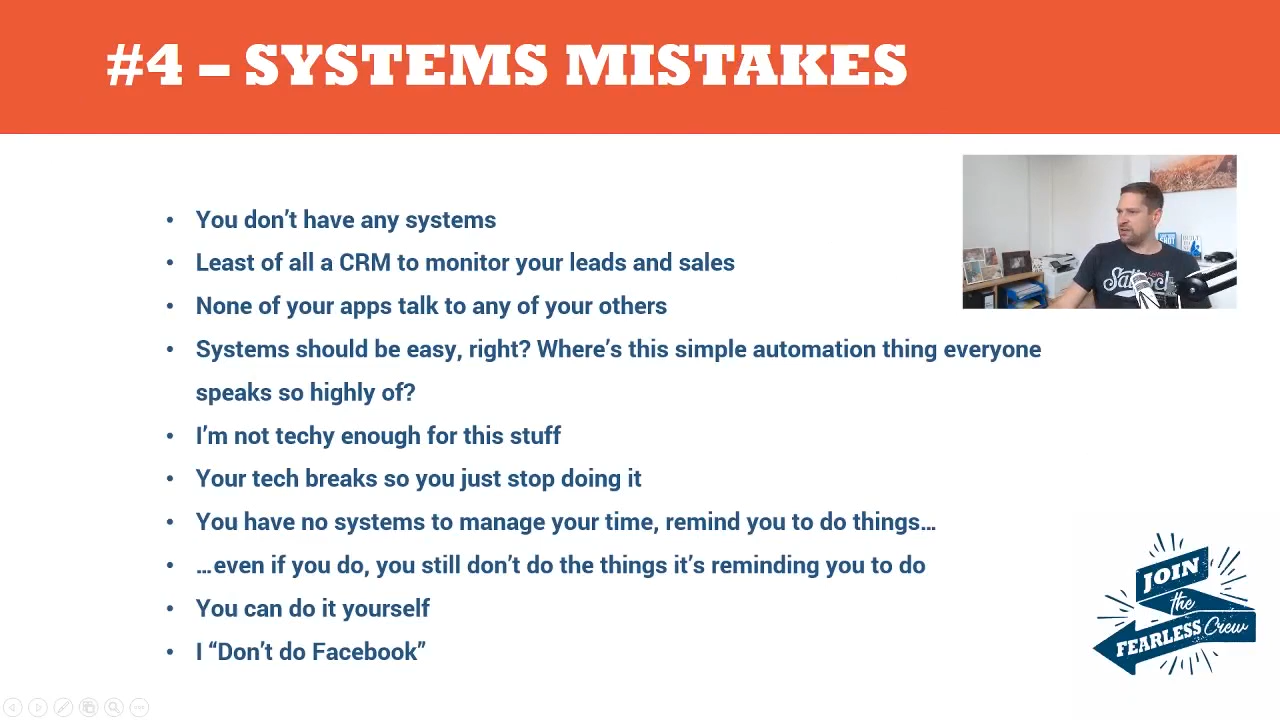 #4 – SYSTEMS MISTAKES
• You don’t have any systems
• Least of all a CRM to monitor your leads and sales
• None of your apps talk to any of your others
• Systems should be easy, right? Where’s this simple automation thing everyone
speaks so highly of?
• I’m not techy enough for this stuff
• Your tech breaks so you just stop doing it
• You have no systems to manage your time, remind you to do things…
• …even if you do, you still don’t do the things it’s reminding you to do
• You can do it yourself
• I “Don’t do Facebook”
JOIN
the
FEARLESS Crew